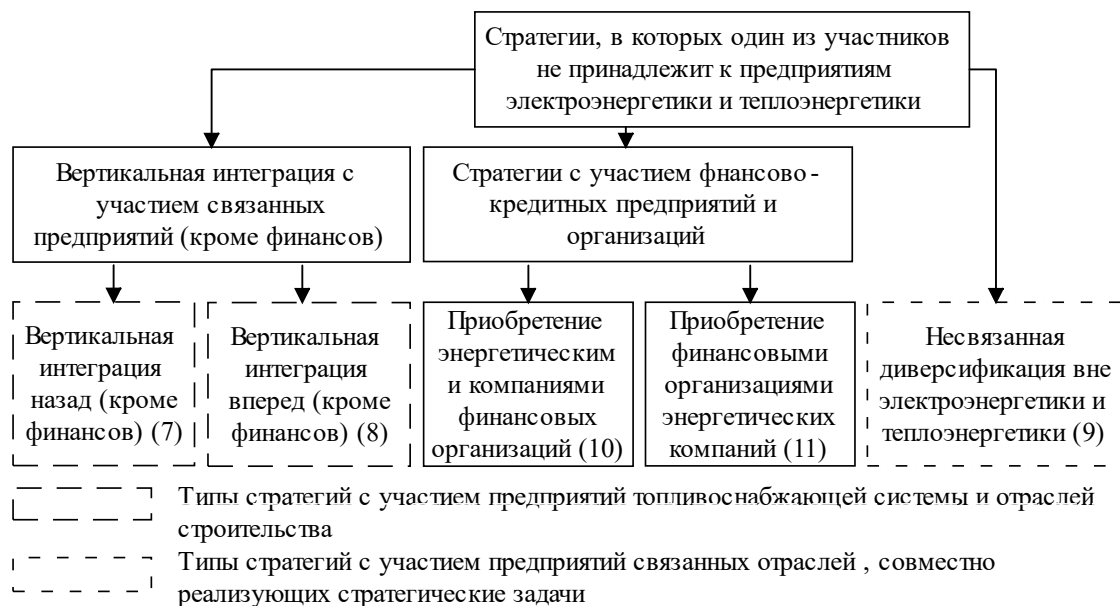 Стратегии, в которых один из участников
не принадлежит к предприятиям
электроэнергетики и теплоэнергетики
Вертикальная интеграция с
участием связанных
предприятий (кроме финансов)
Стратегии с участием фнансово-
кредитных предприятий и
организаций
Вертикальная
интеграция
назад (кроме
финансов) (7)
Вертикальная
интеграция
вперед (кроме
финансов) (8)
Приобретение
энергетическим
и компаниями
финансовых
организаций (10)
Приобретение
финансовыми
организациями
энергетических
компаний (11)
Несвязанная
диверсификация вне
электроэнергетики и
теплоэнергетики (9)
Типы стратегий с участием предприятий топливоснабжающей системы и отраслей
строительства
Типы стратегий с участием предприятий связанных отраслей , совместно
реализующих стратегические задачи